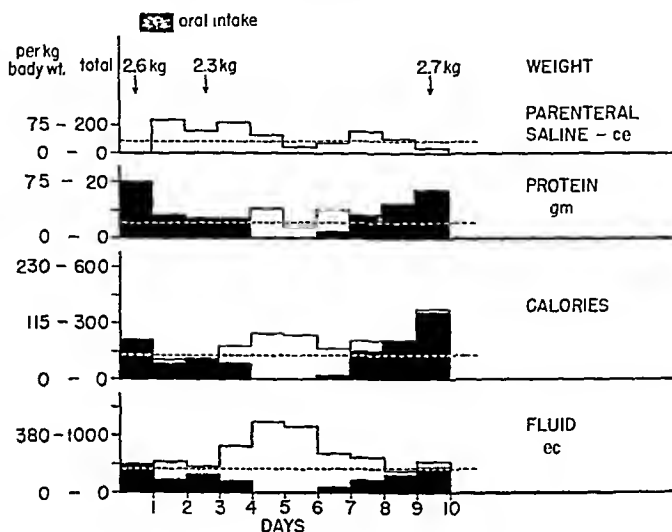 oral intake
per kg body wt. total 2.6 kg 2.3 kg 2.7 kg WEIGHT
75 - 200 PARENTERAL
0 - 0 SALINE - cc
75 - 20 PROTEIN
gm
0 - 0
230 - 600
115 - 300 CALORIES
0 - 0
380 - 1000 FLUID
ec
0 - 0
1 2 3 4 5 6 7 8 9 10
DAYS